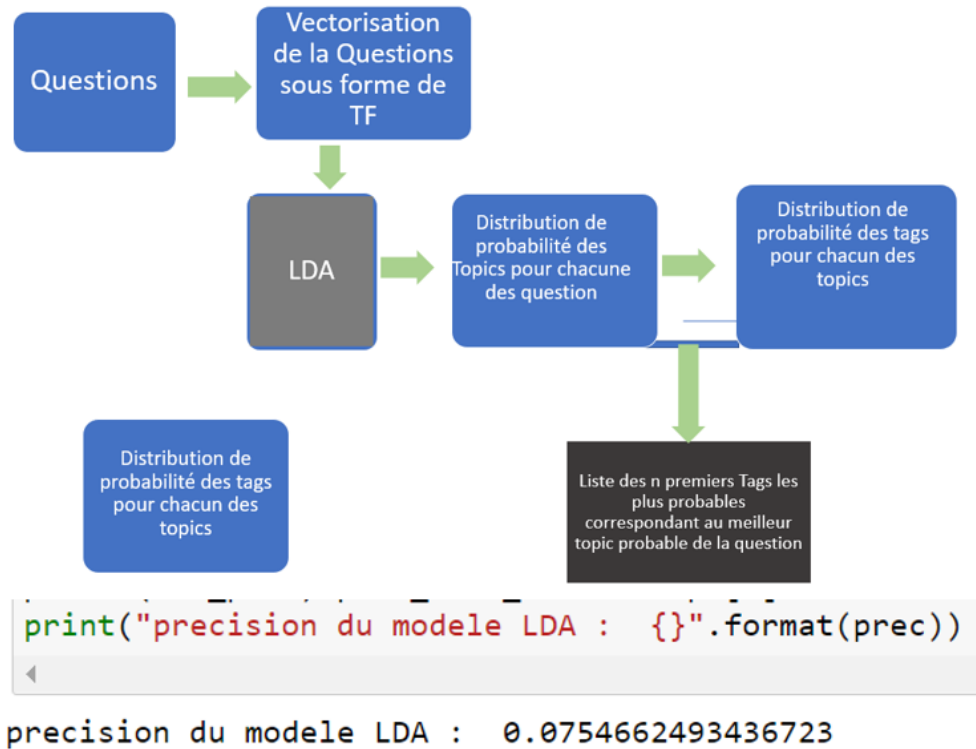 Questions
Vectorisation
de la Questions
sous forme de
TF
LDA
Distribution de
probabilité des
Topics pour chacune
des question
Distribution de
probabilité des tags
pour chacun des
topics
Distribution de
probabilité des tags
pour chacun des
topics
Liste des n premiers Tags les
plus probables
correspondant au meilleur
topic probable de la question
print("precision du modele LDA :  {}".format(prec))
precision du modele LDA :  0.0754662493436723